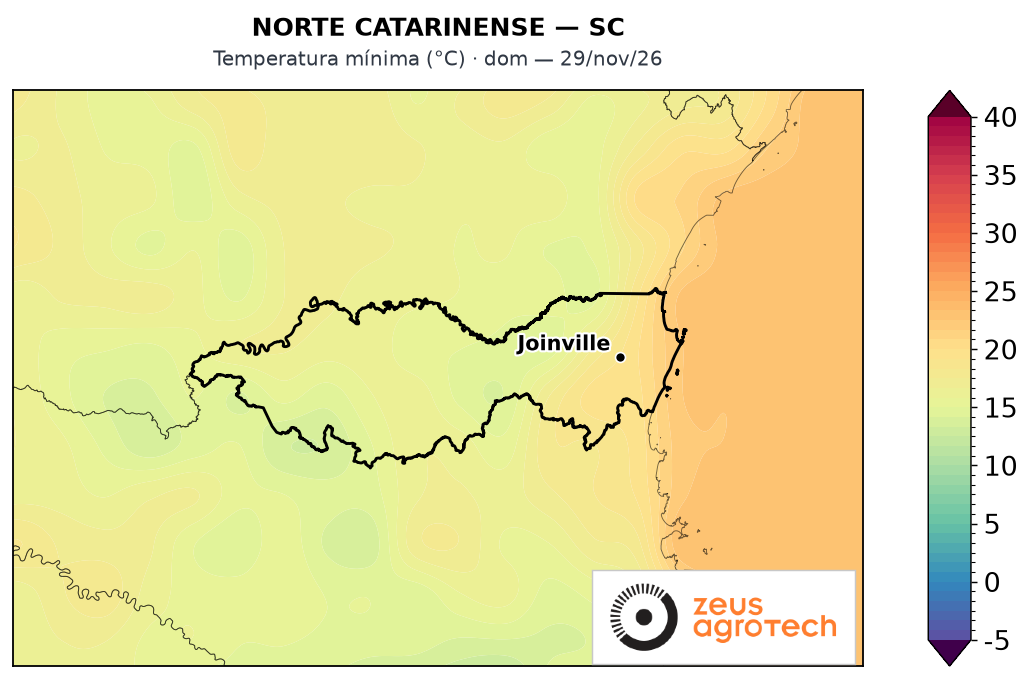 NORTE CATARINENSE — SC
Temperatura mínima (°C) · dom — 29/nov/26
Joinville
40
35
30
25
20
15
10
5
0
-5
zeus
agrotech